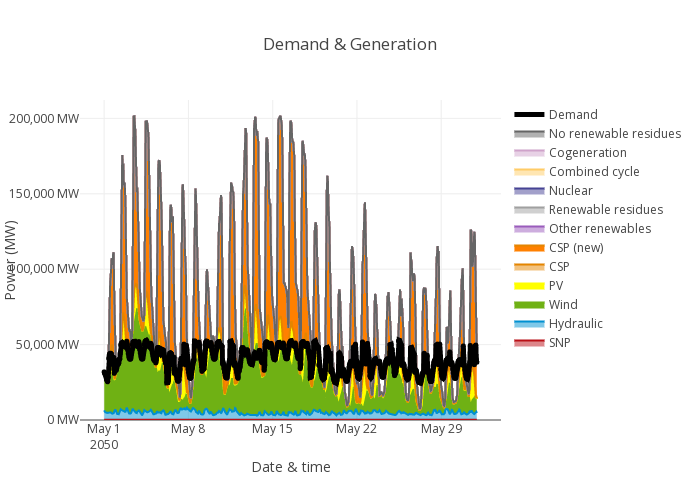 Demand & Generation
Power (MW)
200,000 MW
150,000 MW
100,000 MW
50,000 MW
0 MW
May 1
2050
May 8
May 15
May 22
May 29
Date & time
Demand
No renewable residues
Cogeneration
Combined cycle
Nuclear
Renewable residues
Other renewables
CSP (new)
CSP
PV
Wind
Hydraulic
SNP